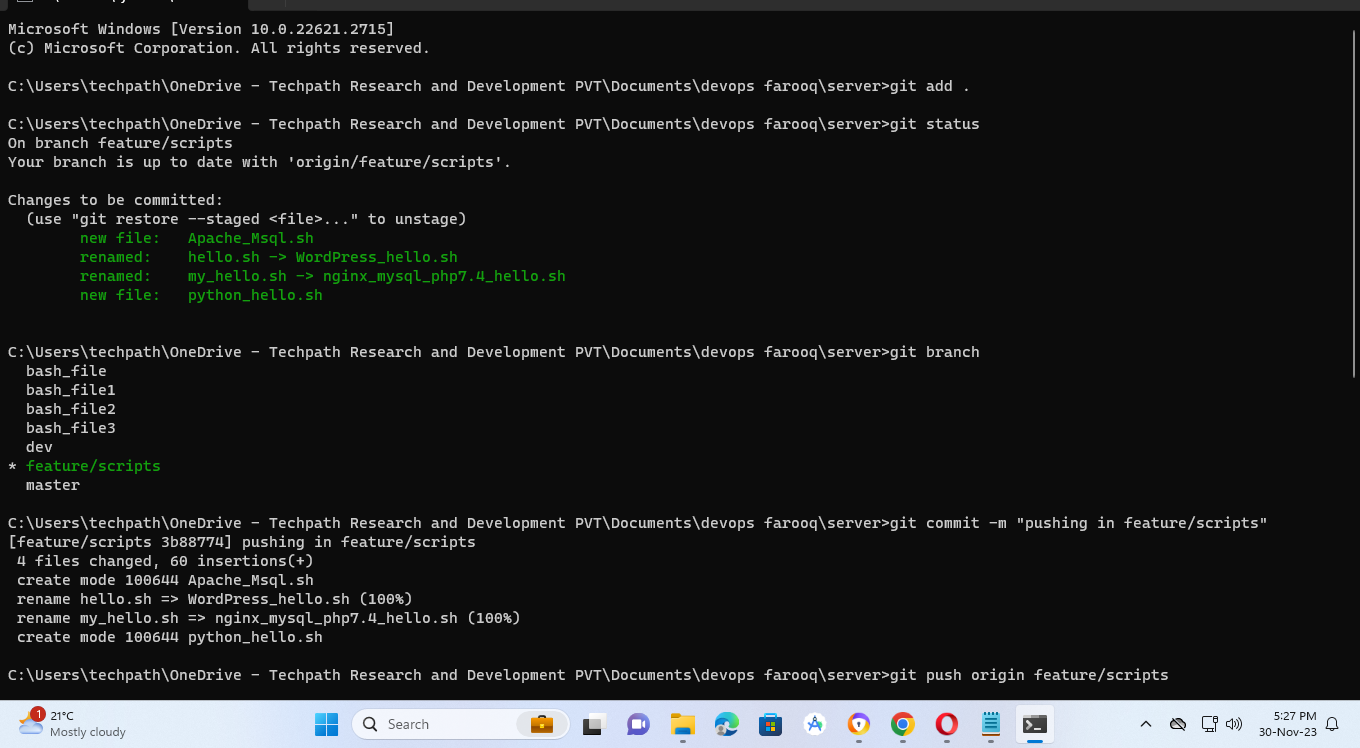 Microsoft Windows [Version 10.0.22621.2715]
(c) Microsoft Corporation. All rights reserved.
C:\Users\techpath\OneDrive - Techpath Research and Development PVT\Documents\devops farooq\server>git add .
C:\Users\techpath\OneDrive - Techpath Research and Development PVT\Documents\devops farooq\server>git status
On branch feature/scripts
Your branch is up to date with 'origin/feature/scripts'.
Changes to be committed:
  (use "git restore --staged <file>..." to unstage)
        new file:   Apache_Msql.sh
        renamed:    hello.sh -> WordPress_hello.sh
        renamed:    my_hello.sh -> nginx_mysql_php7.4_hello.sh
        new file:   python_hello.sh
C:\Users\techpath\OneDrive - Techpath Research and Development PVT\Documents\devops farooq\server>git branch
  bash_file
  bash_file1
  bash_file2
  bash_file3
  dev
* feature/scripts
  master
C:\Users\techpath\OneDrive - Techpath Research and Development PVT\Documents\devops farooq\server>git commit -m "pushing in feature/scripts"
[feature/scripts 3b88774] pushing in feature/scripts
 4 files changed, 60 insertions(+)
 create mode 100644 Apache_Msql.sh
 rename hello.sh => WordPress_hello.sh (100%)
 rename my_hello.sh => nginx_mysql_php7.4_hello.sh (100%)
 create mode 100644 python_hello.sh
C:\Users\techpath\OneDrive - Techpath Research and Development PVT\Documents\devops farooq\server>git push origin feature/scripts
1
21°C
Mostly cloudy
Search
5:27 PM
30-Nov-23